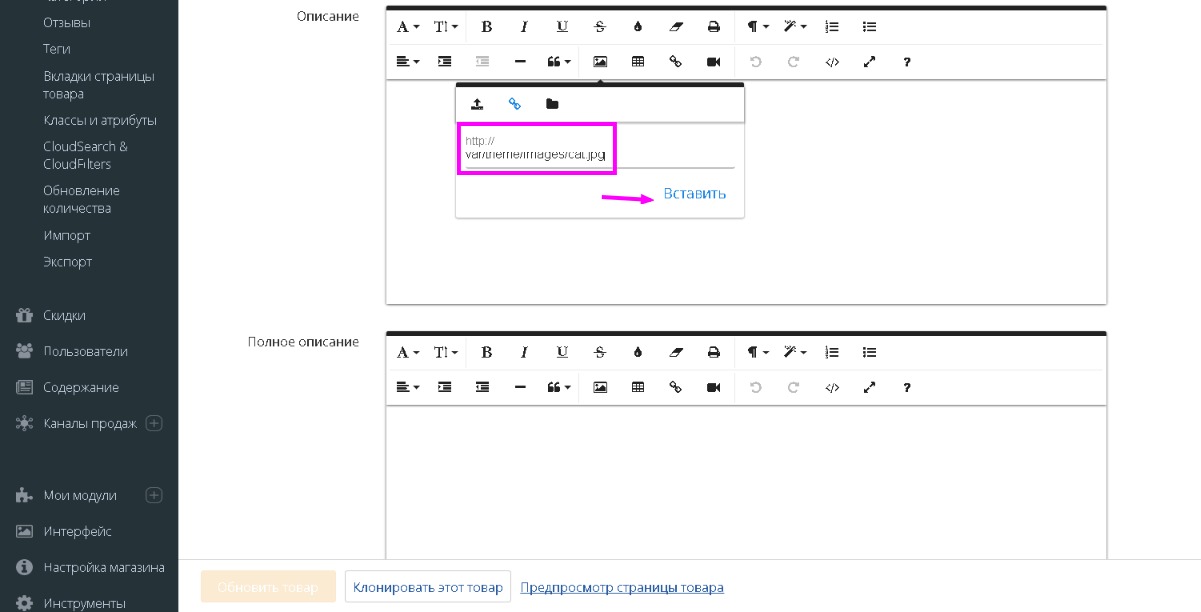 Отзывы
Теги
Вкладки страницы
товара
Классы и атрибуты
CloudSearch &
CloudFilters
Обновление
количества
Импорт
Экспорт
Скидки
Пользователи
Содержание
Каналы продаж
Мои модули
Интерфейс
Настройка магазина
Инструменты
Описание
http://
var/theme/images/cat.jpg
Вставить
Полное описание
Обновить товар
Клонировать этот товар
Предпросмотр страницы товара